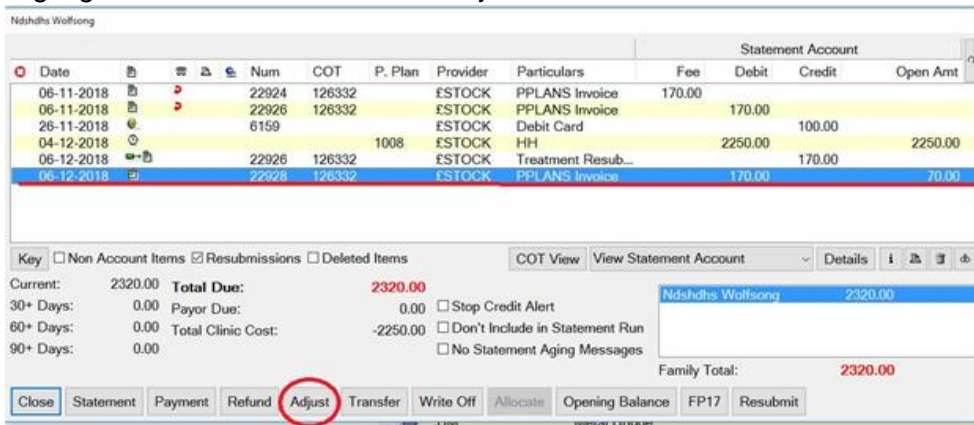 Ndshdhs Wolfsong
Statement Account
Date Num COT P. Plan Provider Particulars Fee Debit Credit Open Amt
06-11-2018 22924 126332 £STOCK PPLANS Invoice 170.00
06-11-2018 22926 126332 £STOCK PPLANS Invoice 170.00
26-11-2018 6159 £STOCK Debit Card 100.00
04-12-2018 1008 £STOCK HH 2250.00 2250.00
06-12-2018 22926 126332 £STOCK Treatment Resub... 170.00
06-12-2018 22928 126332 £STOCK PPLANS Invoice 170.00 70.00
Key Non Account Items Resubmissions Deleted Items COT View View Statement Account Details i
Current: 2320.00 Total Due: 2320.00 Ndshdhs Wolfsong 2320.00
30+ Days: 0.00 Payor Due: 0.00 Stop Credit Alert
60+ Days: 0.00 Total Clinic Cost: -2250.00 Don't Include in Statement Run
90+ Days: 0.00 No Statement Aging Messages
Family Total: 2320.00
Close Statement Payment Refund Adjust Transfer Write Off Allocate Opening Balance FP17 Resubmit